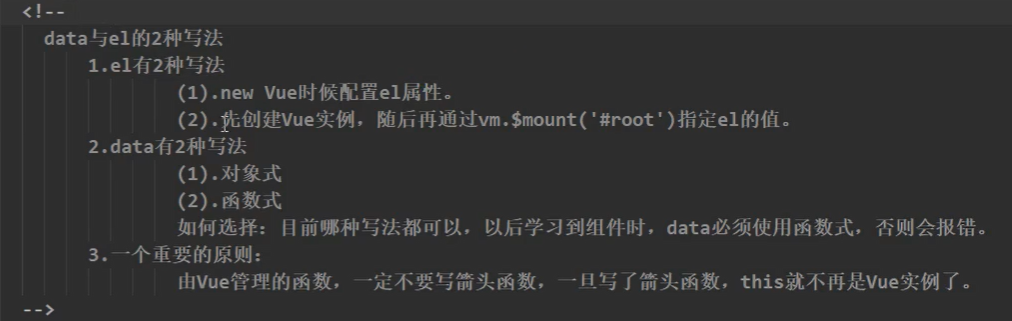 <!--
data与el的2种写法
1.el有2种写法
(1).new Vue时候配置el属性。
(2).先创建Vue实例，随后再通过vm.$mount('#root')指定el的值。
2.data有2种写法
(1).对象式
(2).函数式
如何选择：目前哪种写法都可以，以后学习到组件时，data必须使用函数式，否则会报错。
3.一个重要的原则：
由Vue管理的函数，一定不要写箭头函数，一旦写了箭头函数，this就不再是Vue实例了。
-->